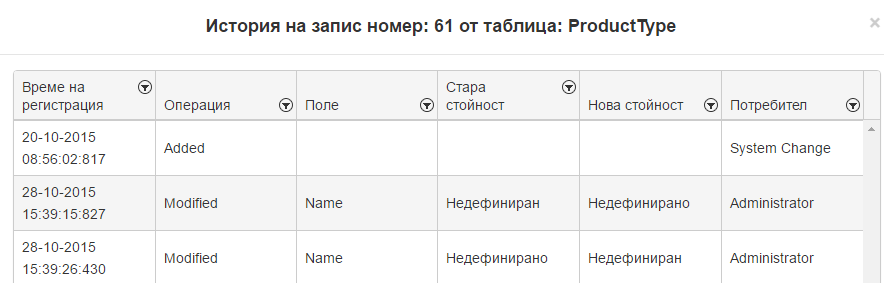 История на запис номер: 61 от таблица: ProductType
×
Време на
регистрация
Операция
Поле
Стара
стойност
Нова стойност
Потребител
20-10-2015
08:56:02:817
Added
System Change
28-10-2015
15:39:15:827
Modified
Name
Недефиниран
Недефинирано
Administrator
28-10-2015
15:39:26:430
Modified
Name
Недефинирано
Недефиниран
Administrator